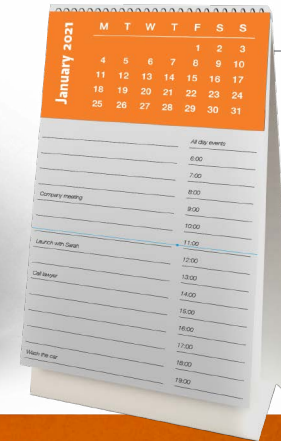 January 2021
M T W T F S S
1 2 3
4 5 6 7 8 9 10
11 12 13 14 15 16 17
18 19 20 21 22 23 24
25 26 27 28 29 30 31
All day events
6:00
7:00
8:00
Company meeting
9:00
10:00
11:00
Launch with Sarah
12:00
13:00
Call lawyer
14:00
15:00
16:00
17:00
18:00
Wash the car
19:00